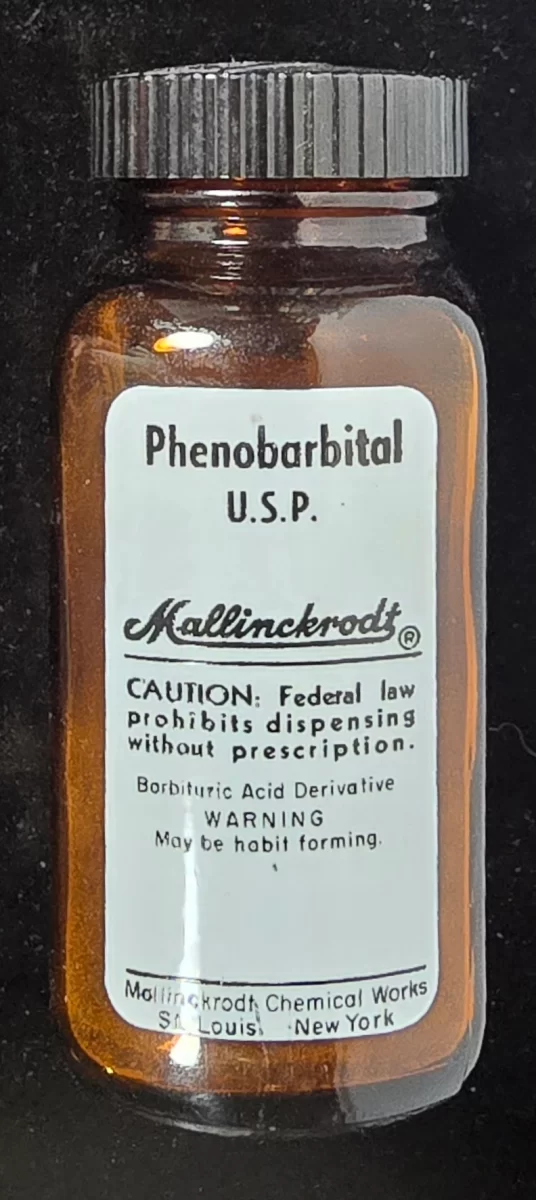 Phenobarbital
U.S.P.
Mallinckrodt®
CAUTION: Federal law
prohibits dispensing
without prescription.
Barbituric Acid Derivative
WARNING
May be habit forming.
Mallinckrodt Chemical Works
St. Louis New York